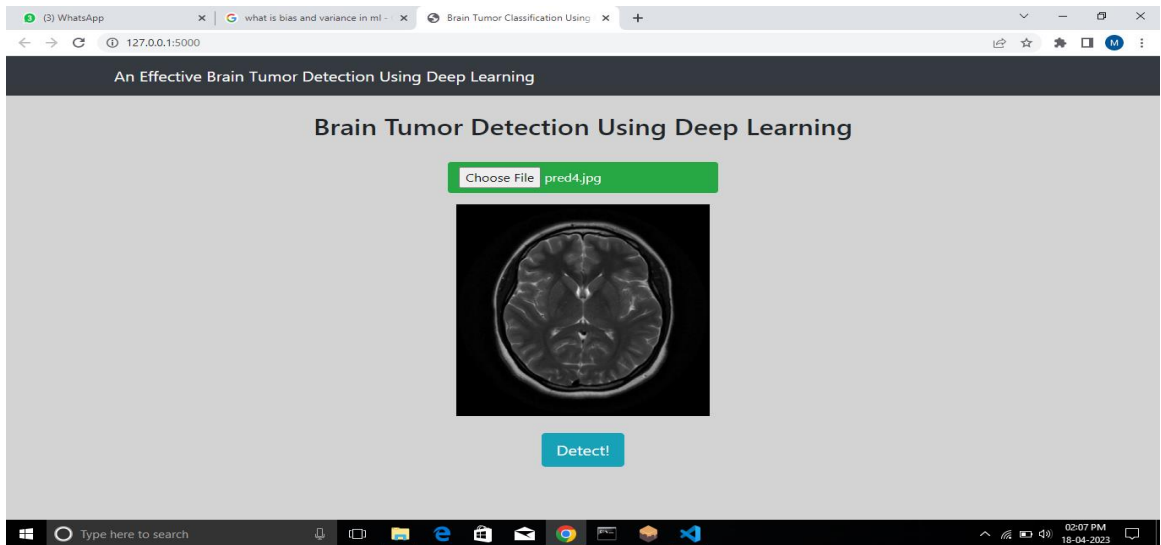 (3) WhatsApp
what is bias and variance in ml -
Brain Tumor Classification Using
127.0.0.1:5000
M
An Effective Brain Tumor Detection Using Deep Learning
Brain Tumor Detection Using Deep Learning
Choose File pred4.jpg
Detect!
Type here to search
02:07 PM
18-04-2023